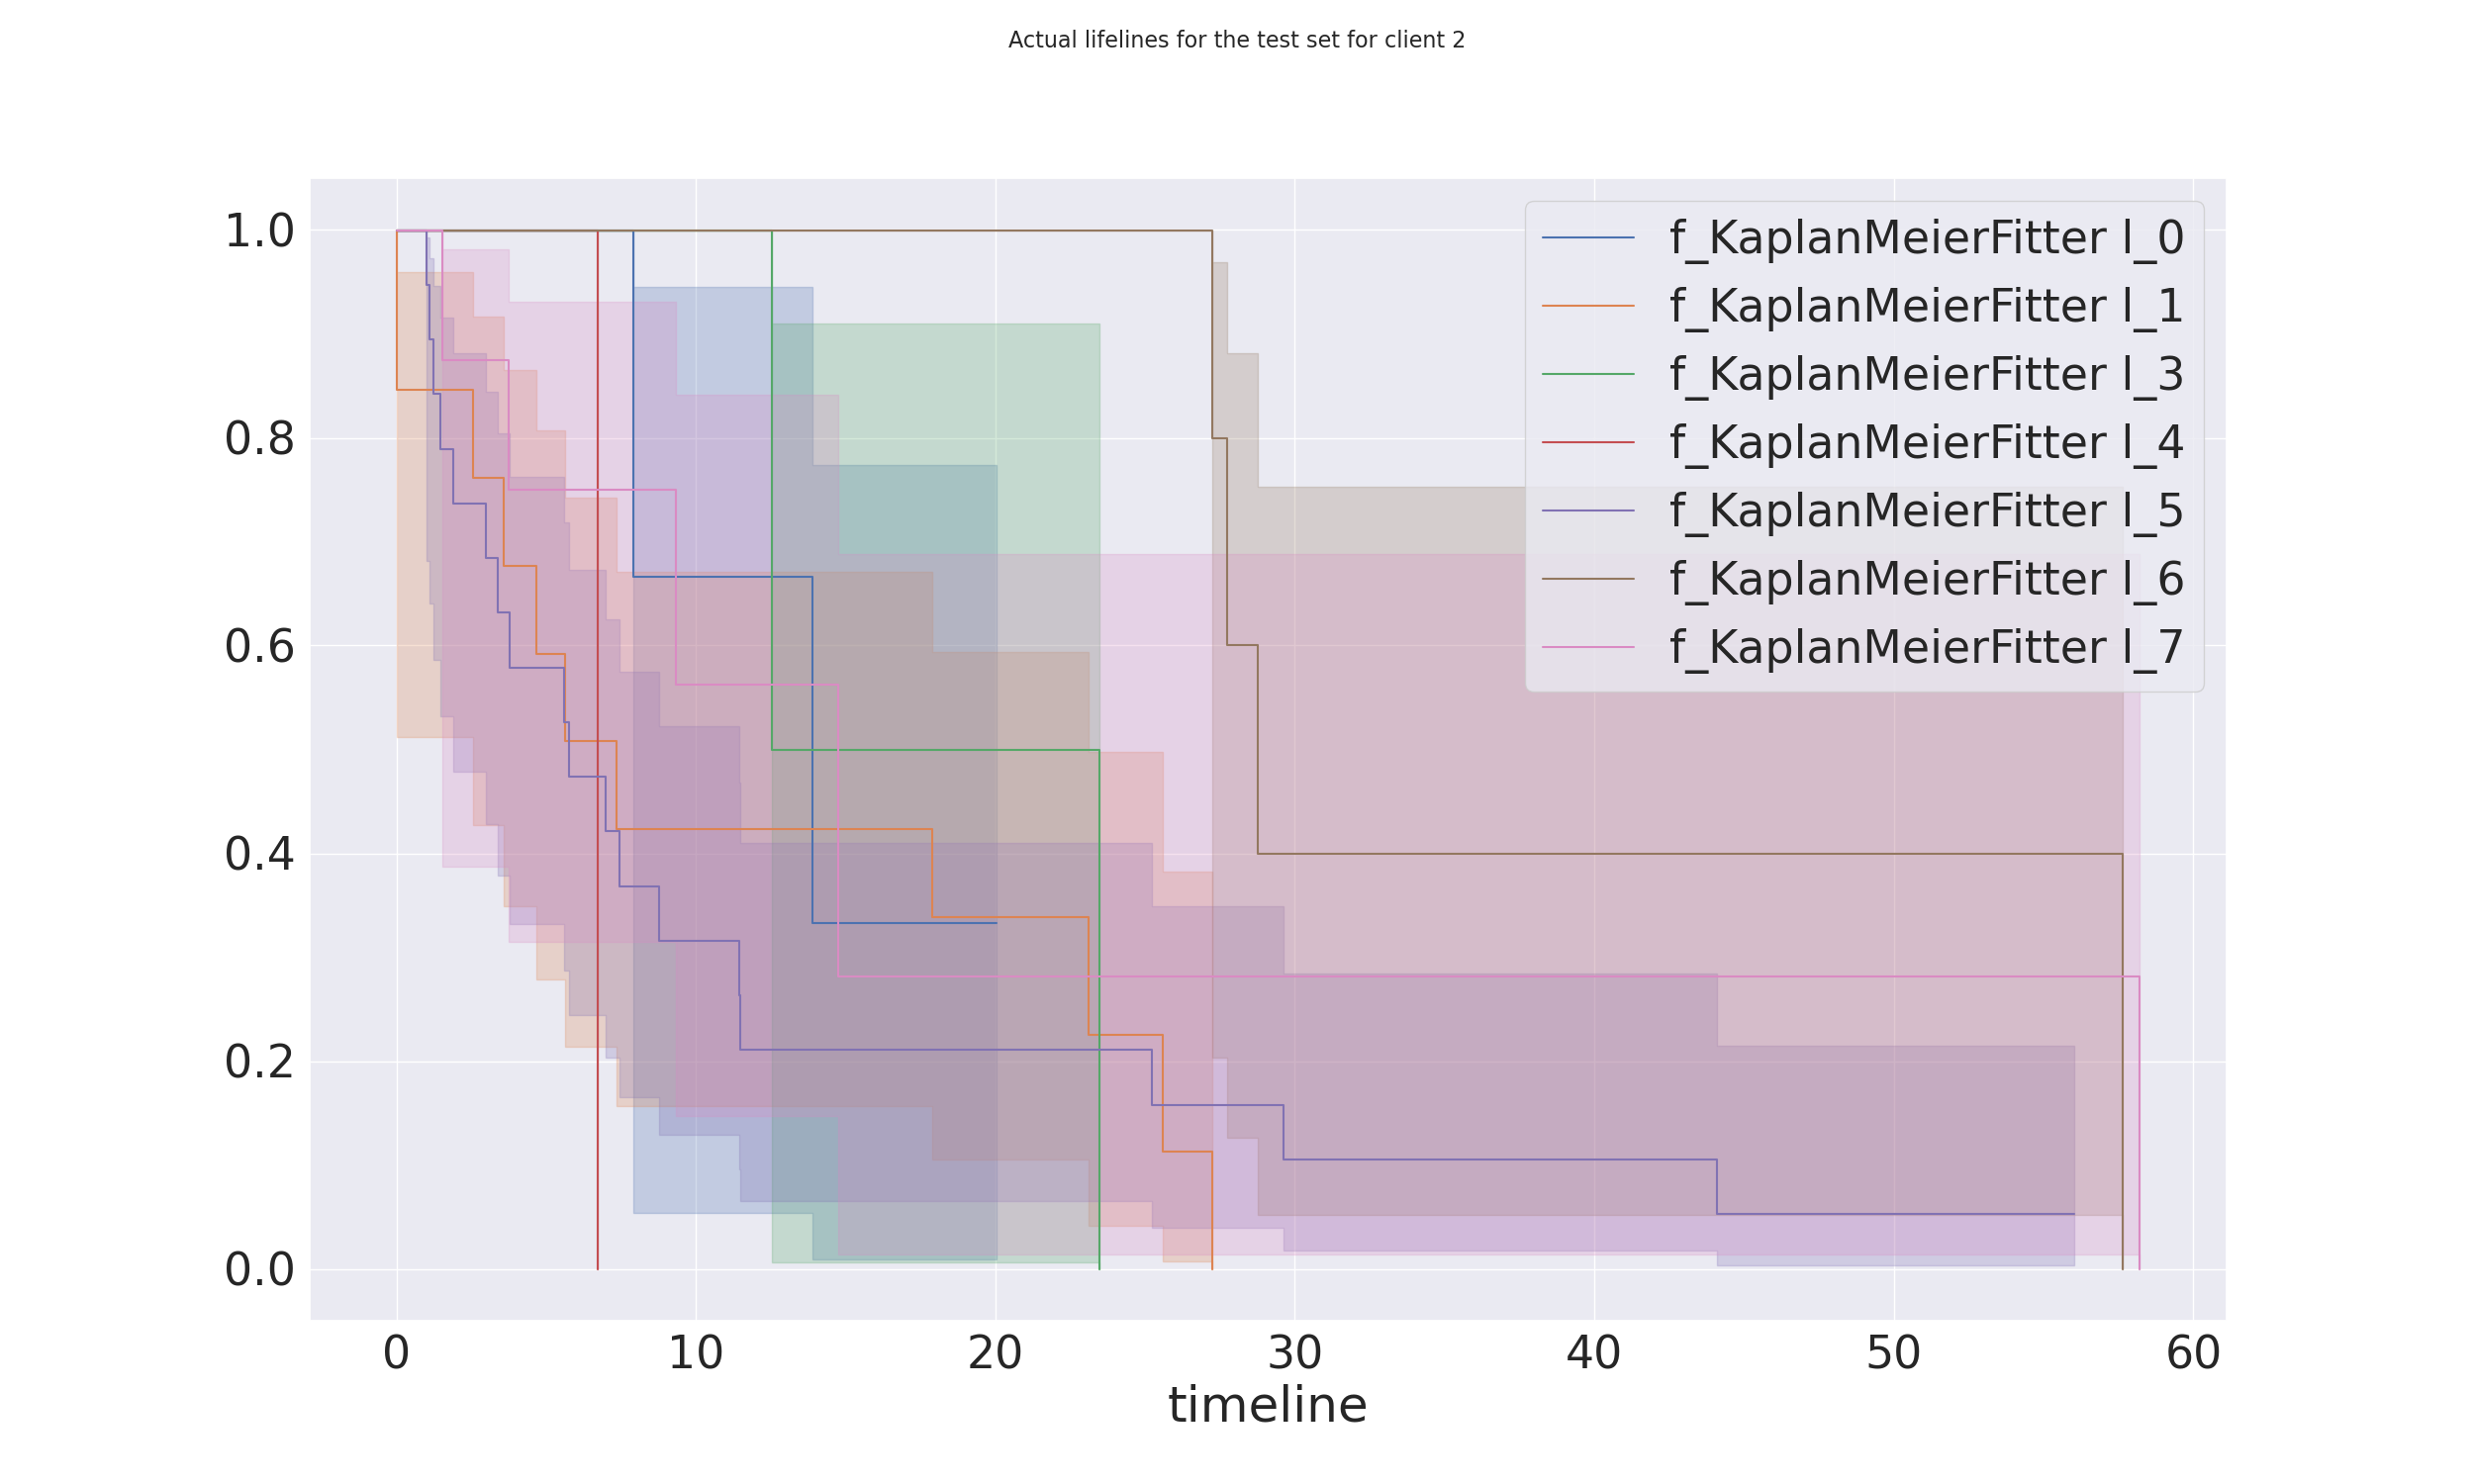 Actual lifelines for the test set for client 2
1.0
0.8
0.6
0.4
0.2
0.0
f_KaplanMeierFitter l_0
f_KaplanMeierFitter l_1
f_KaplanMeierFitter l_3
f_KaplanMeierFitter l_4
f_KaplanMeierFitter l_5
f_KaplanMeierFitter l_6
f_KaplanMeierFitter l_7
0 10 20 30 40 50 60
timeline